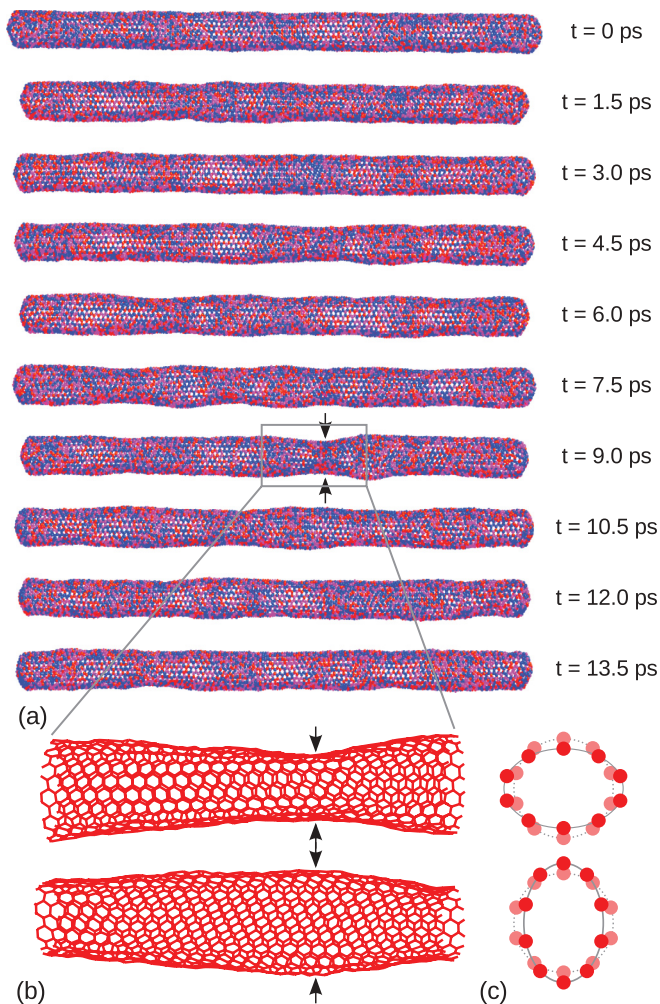 t = 0 ps
t = 1.5 ps
t = 3.0 ps
t = 4.5 ps
t = 6.0 ps
t = 7.5 ps
t = 9.0 ps
t = 10.5 ps
t = 12.0 ps
t = 13.5 ps
(a)
(b)
(c)